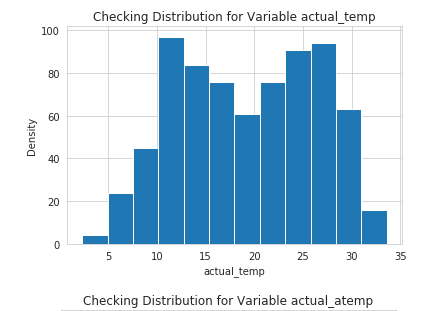 Checking Distribution for Variable actual_temp
100
80
60
40
20
0
Density
5 10 15 20 25 30 35
actual_temp
Checking Distribution for Variable actual_atemp